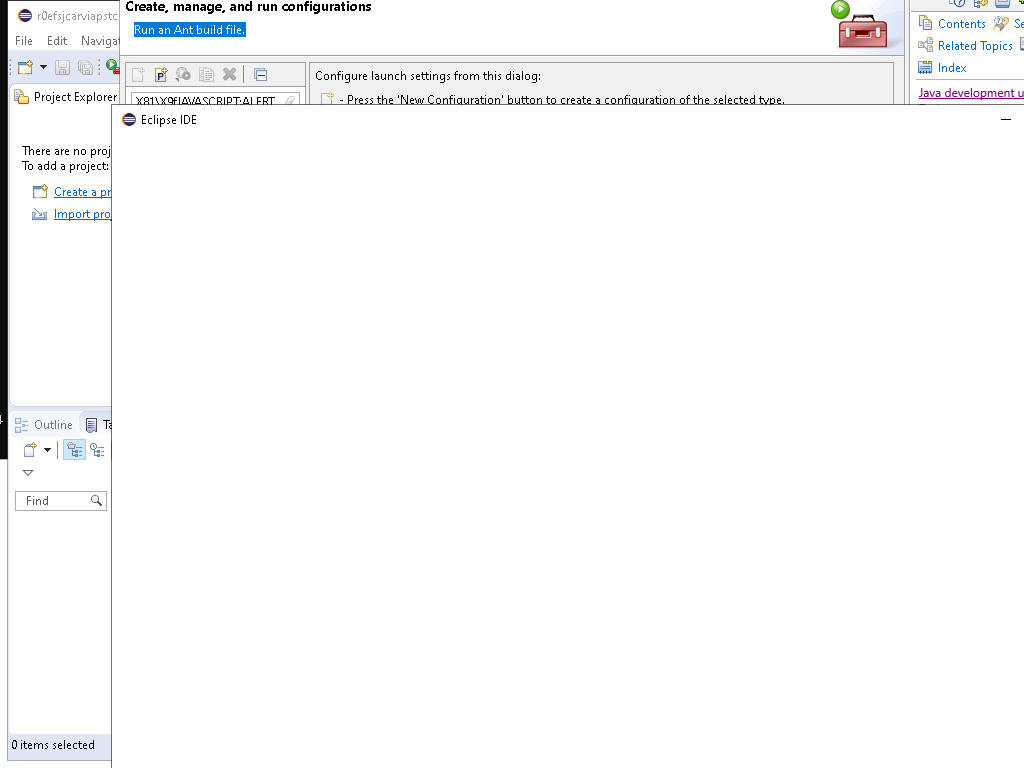 r0efsjcarviapstc
File Edit Naviga
Project Explorer
There are no proj
To add a project:
Create a pr
Import proj
Outline Ta
Find
0 items selected
Create, manage, and run configurations
Run an Ant build file.
X81\X9fJAVASCRIPT:ALERT
Configure launch settings from this dialog:
- Press the 'New Configuration' button to create a configuration of the selected type.
Contents Se
Related Topics
Index
Java development u
Eclipse IDE